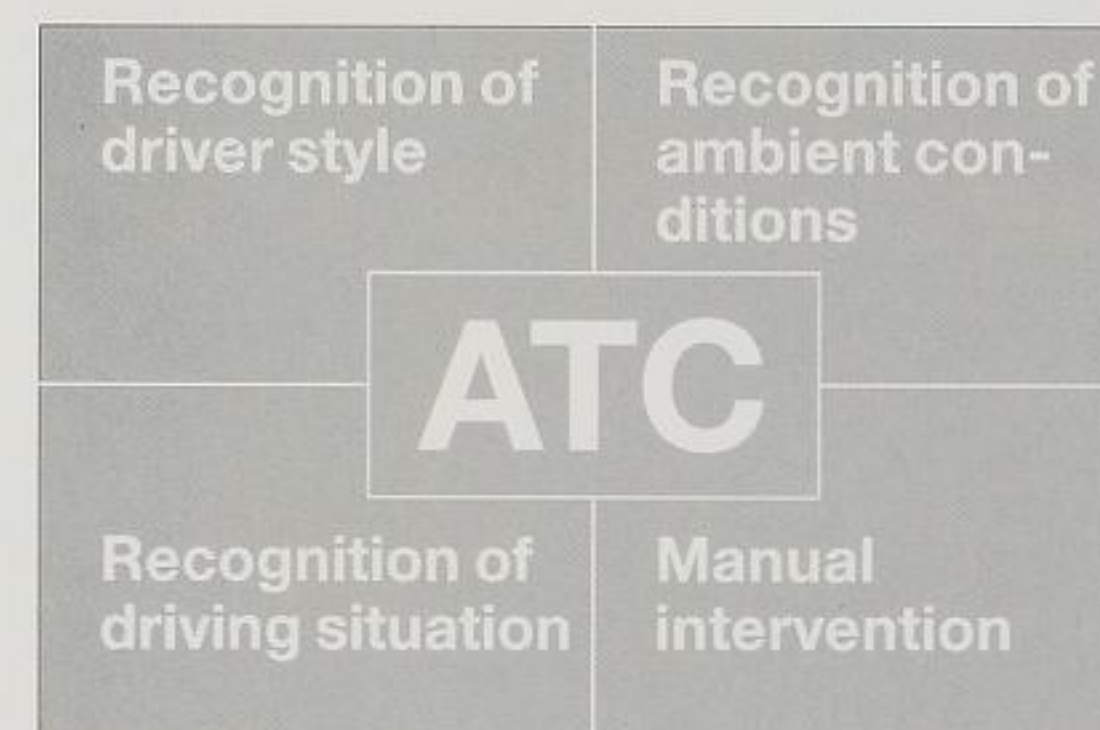 Recognition of
driver style
Recognition of
ambient con-
ditions
ATC
Recognition of
driving situation
Manual
intervention